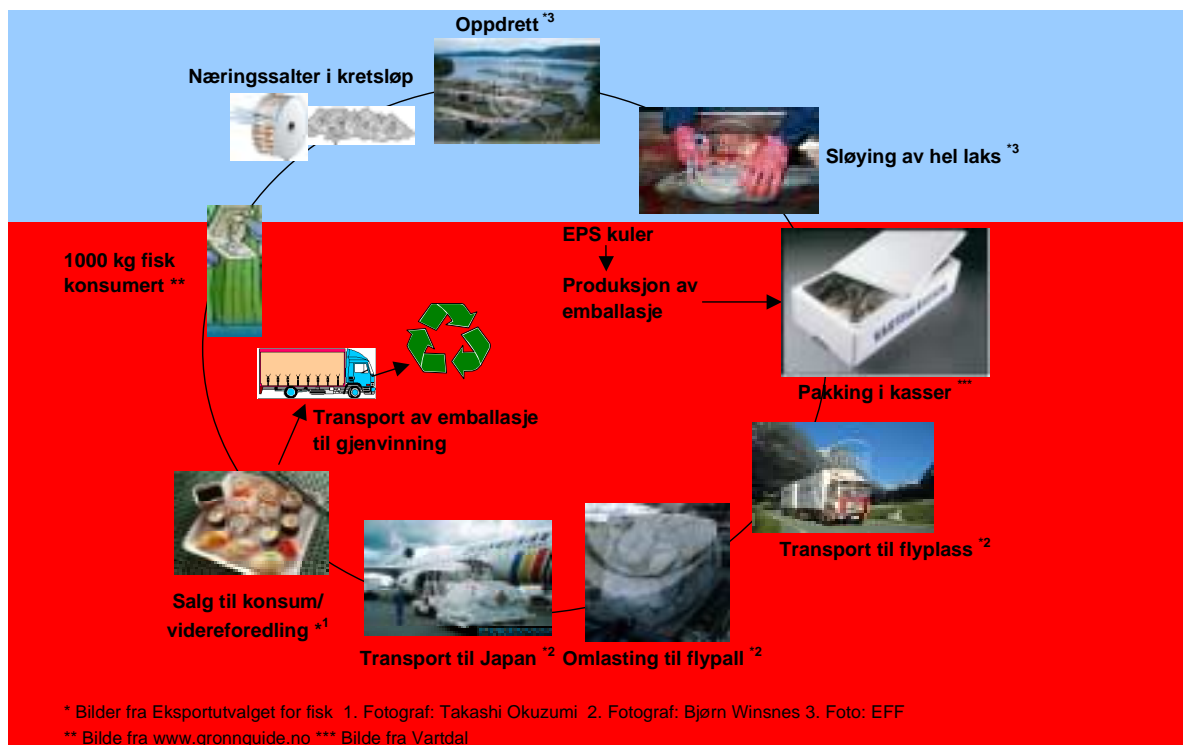 Oppdrett *3
Næringssalter i kretsløp
Sløying av hel laks *3
EPS kuler
1000 kg fisk
konsumert **
Produksjon av
emballasje
Pakking i kasser ***
Transport av emballasje
til gjenvinning
Transport til flyplass *2
Salg til konsum/
videreforedling *1
Transport til Japan *2
Omlasting til flypall *2
* Bilder fra Eksportutvalget for fisk 1. Fotograf: Takashi Okuzumi 2. Fotograf: Bjørn Winsnes 3. Foto: EFF
** Bilde fra www.gronnguide.no *** Bilde fra Vartdal